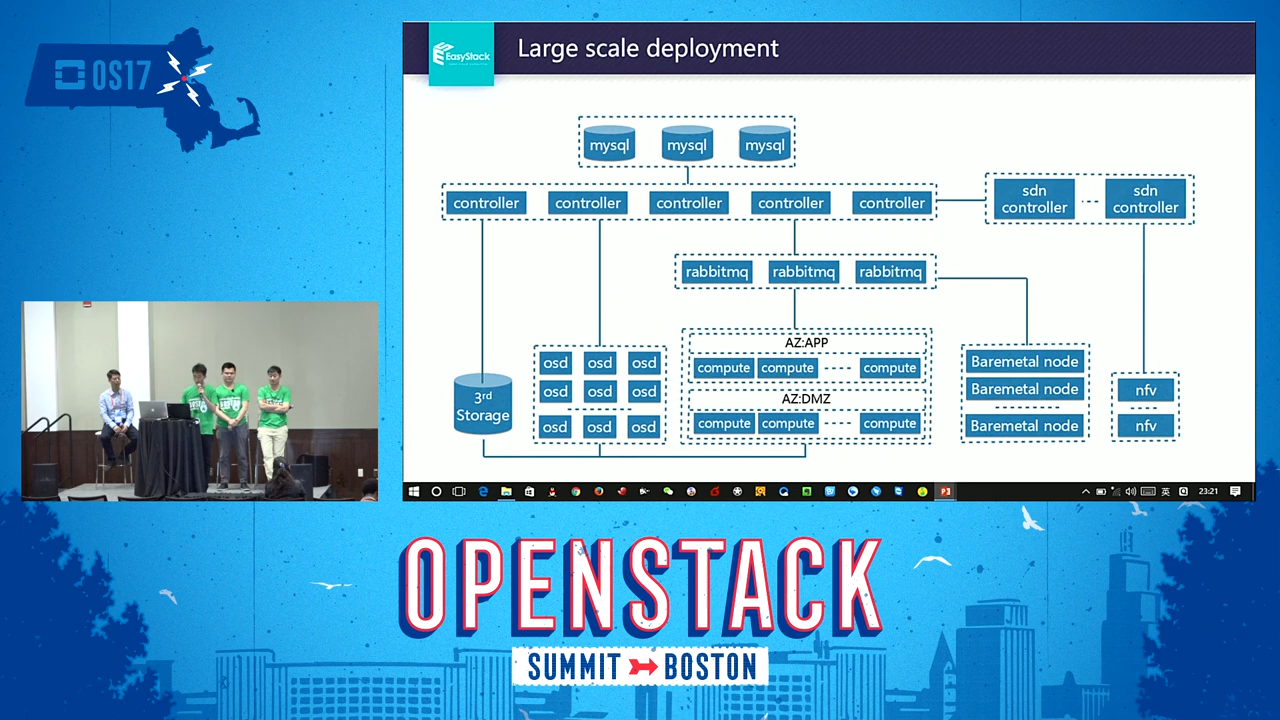 OS17
EasyStack
Large scale deployment
mysql mysql mysql
controller controller controller controller controller
sdn controller
sdn controller
rabbitmq rabbitmq rabbitmq
AZ:APP
compute compute compute
AZ:DMZ
compute compute compute
osd osd osd
osd osd osd
osd osd osd
3rd
Storage
Baremetal node
Baremetal node
Baremetal node
nfv
nfv
英
23:21
OPENSTACK
SUMMIT BOSTON